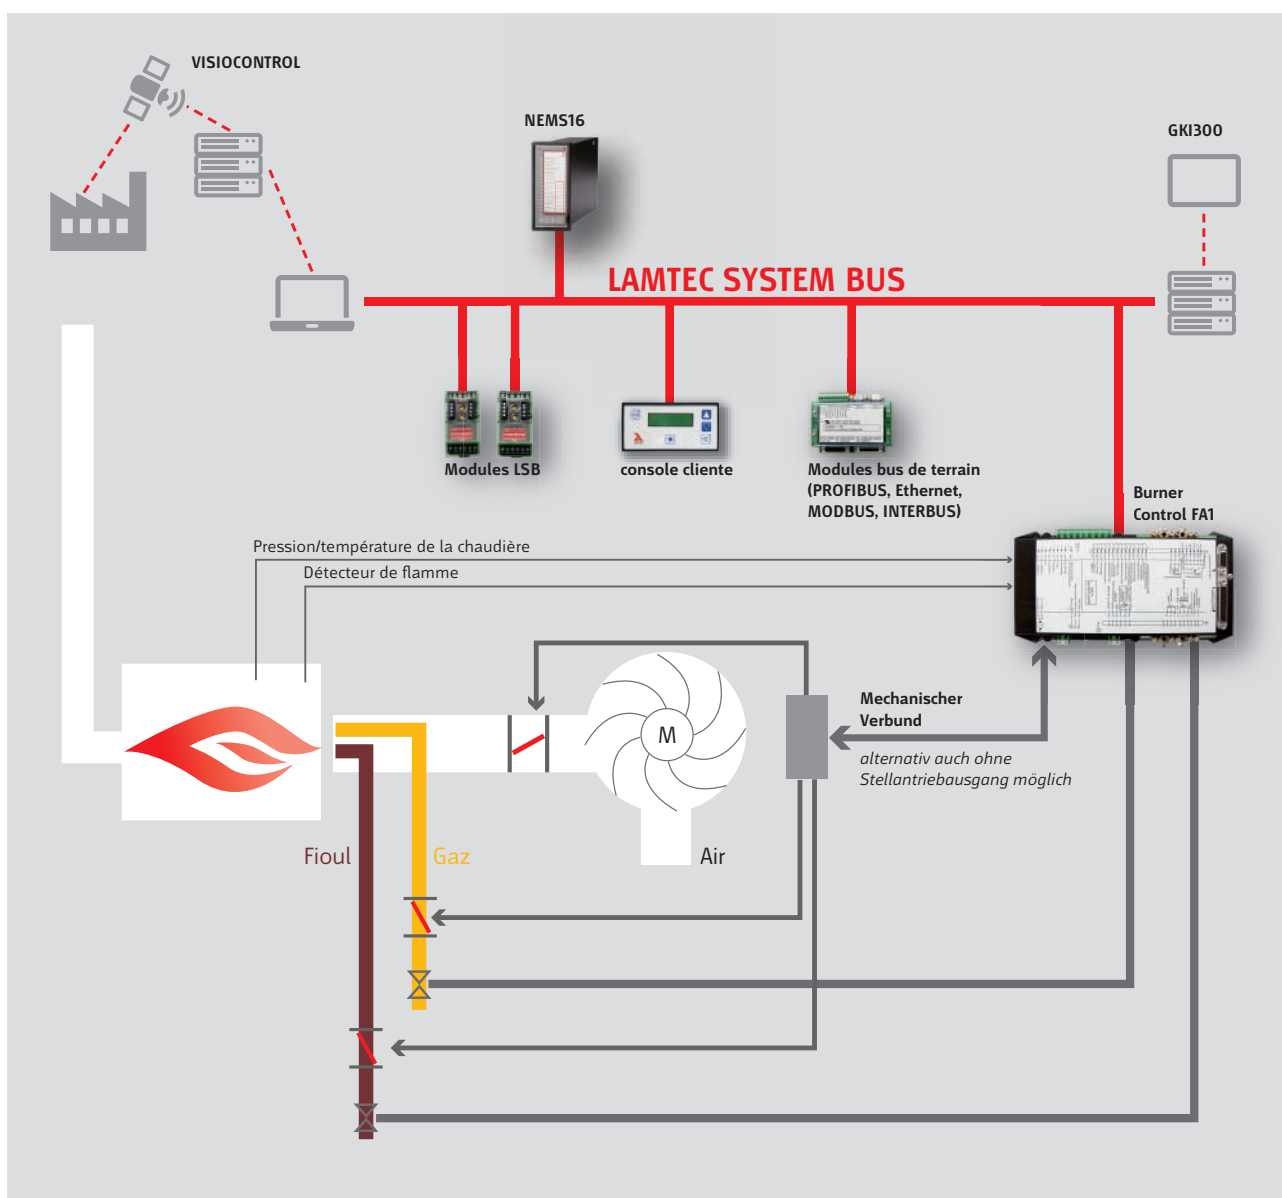 VISIOCONTROL
NEMS16
GKI300
LAMTEC SYSTEM BUS
Modules LSB
console cliente
Modules bus de terrain
(PROFIBUS, Ethernet,
MODBUS, INTERBUS)
Burner
Control FA1
Pression/température de la chaudière
Détecteur de flamme
Mechanischer
Verbund
M
alternativ auch ohne
Stellantriebausgang möglich
Fioul
Gaz
Air